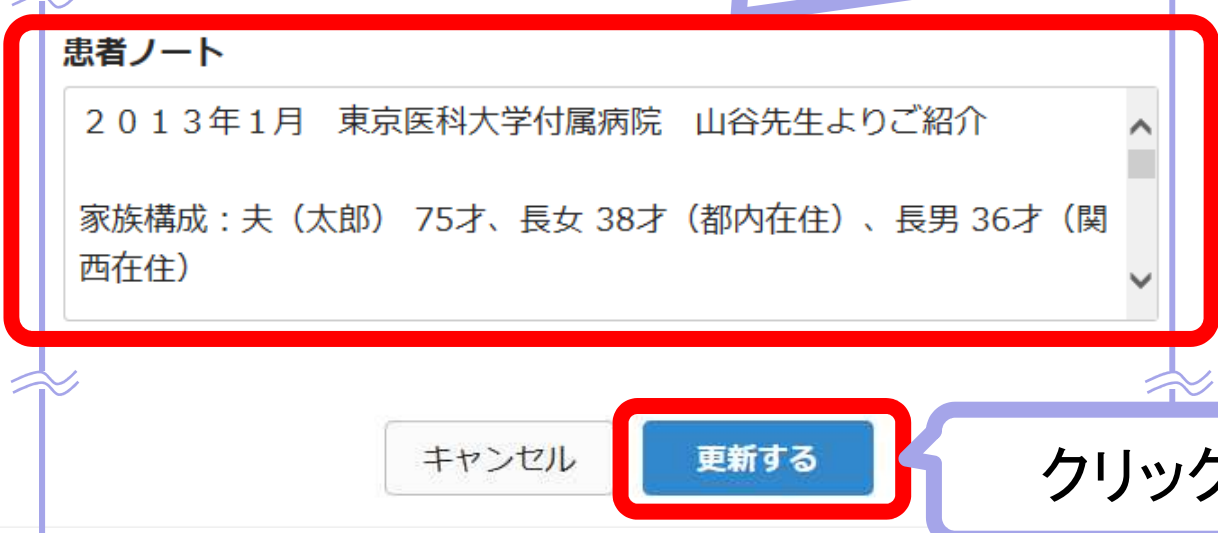 患者ノート
２０１３年１月　東京医科大学付属病院　山谷先生よりご紹介
家族構成：夫（太郎） 75才、長女 38才（都内在住）、長男 36才（関
西在住）
キャンセル
更新する
クリック